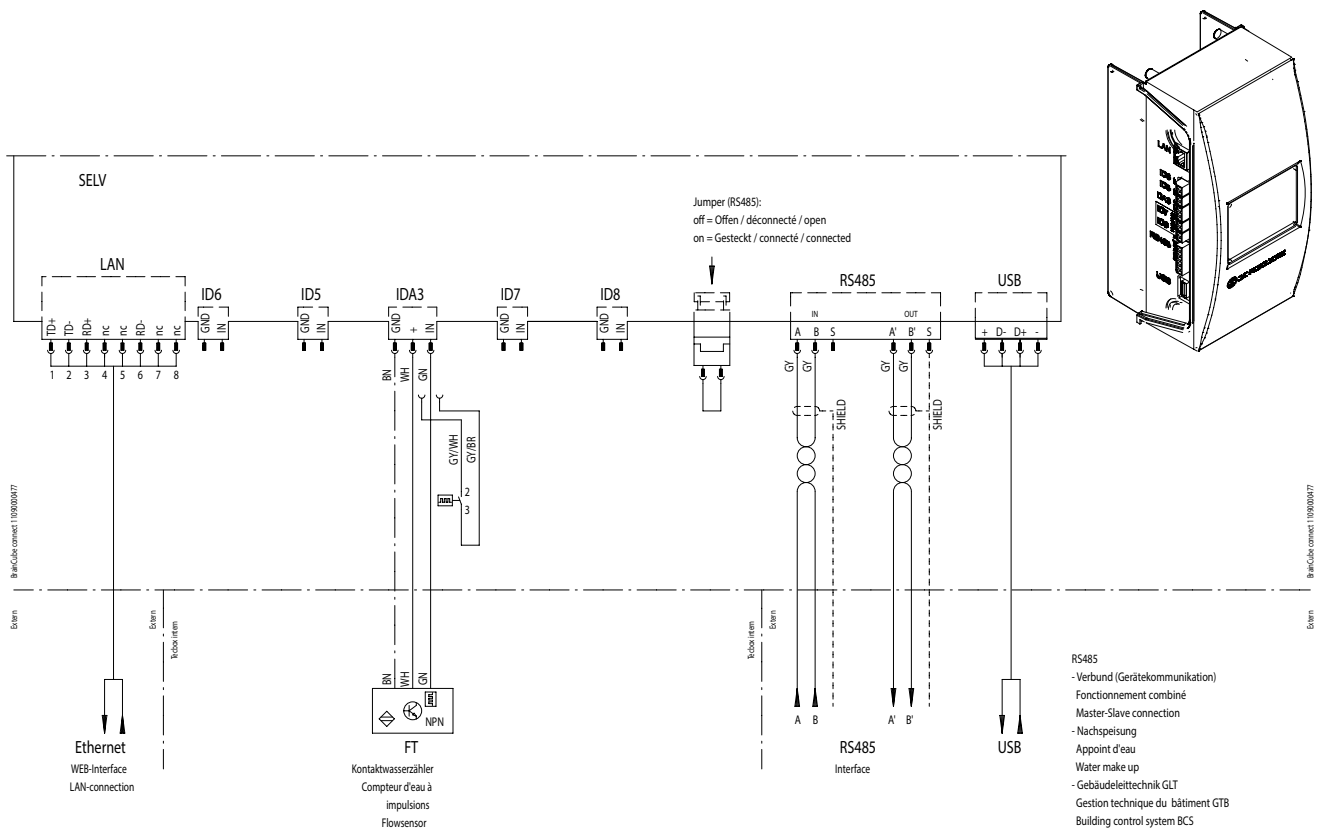 SELV
Jumper (RS485):
off = Offen / déconnecté / open
on = Gesteckt / connecté / connected
LAN
ID6
ID5
IDA3
ID7
ID8
RS485
USB
TD+
TD-
RD+
nc
nc
RD-
nc
nc
GND
IN
GND
IN
GND
+
IN
GND
IN
GND
IN
IN
OUT
A
B
S
A'
B'
S
+
D-
D+
-
1
2
3
4
5
6
7
8
BN
WH
GN
GY
GY
GY
GY
SHIELD
SHIELD
GY/WH
GY/BR
2
3
BrainCube connect 11090000477
BrainCube connect 11090000477
Extern
Extern
Tecbox intern
Tecbox intern
Extern
Extern
BN
WH
GN
NPN
A
B
A'
B'
Ethernet
WEB-Interface
LAN-connection
FT
Kontaktwasserzähler
Compteur d'eau à
impulsions
Flowsensor
RS485
Interface
USB
RS485
- Verbund (Gerätekommunikation)
Fonctionnement combiné
Master-Slave connection
- Nachspeisung
Appoint d'eau
Water make up
- Gebäudeleittechnik GLT
Gestion technique du bâtiment GTB
Building control system BCS
LAN
RS485
USB